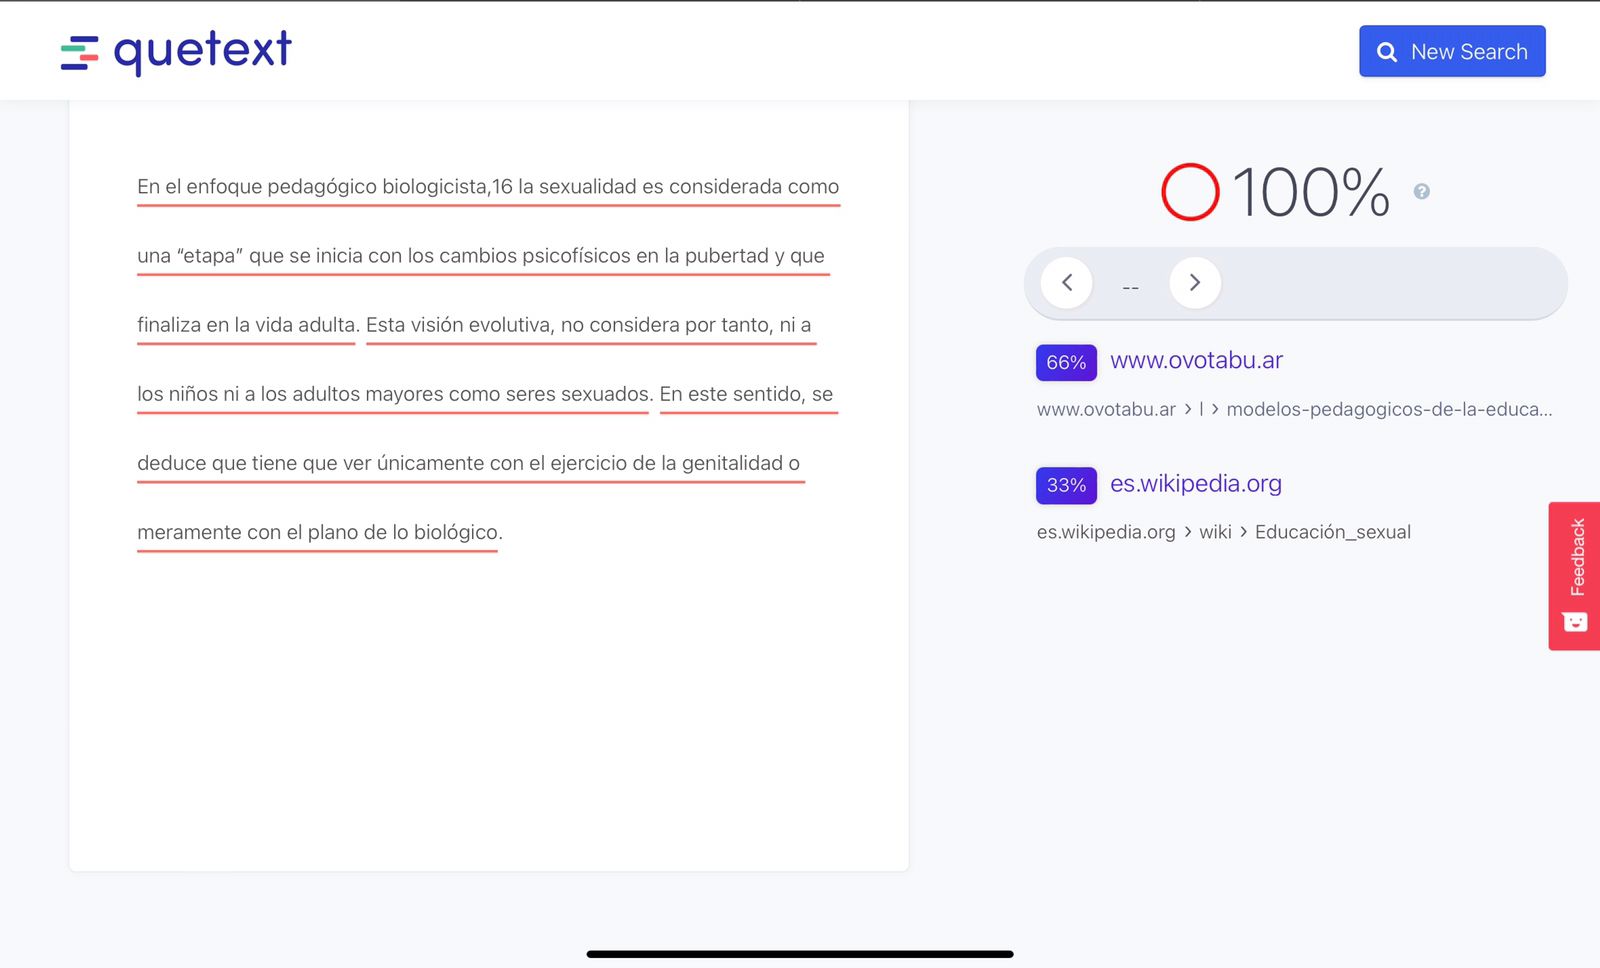 quetext
New Search
En el enfoque pedagógico biologicista,16 la sexualidad es considerada como
una “etapa” que se inicia con los cambios psicofísicos en la pubertad y que
finaliza en la vida adulta. Esta visión evolutiva, no considera por tanto, ni a
los niños ni a los adultos mayores como seres sexuados. En este sentido, se
deduce que tiene que ver únicamente con el ejercicio de la genitalidad o
meramente con el plano de lo biológico.
100% ?
--
66% www.ovotabu.ar
www.ovotabu.ar > l > modelos-pedagogicos-de-la-educa...
33% es.wikipedia.org
es.wikipedia.org > wiki > Educación_sexual
Feedback